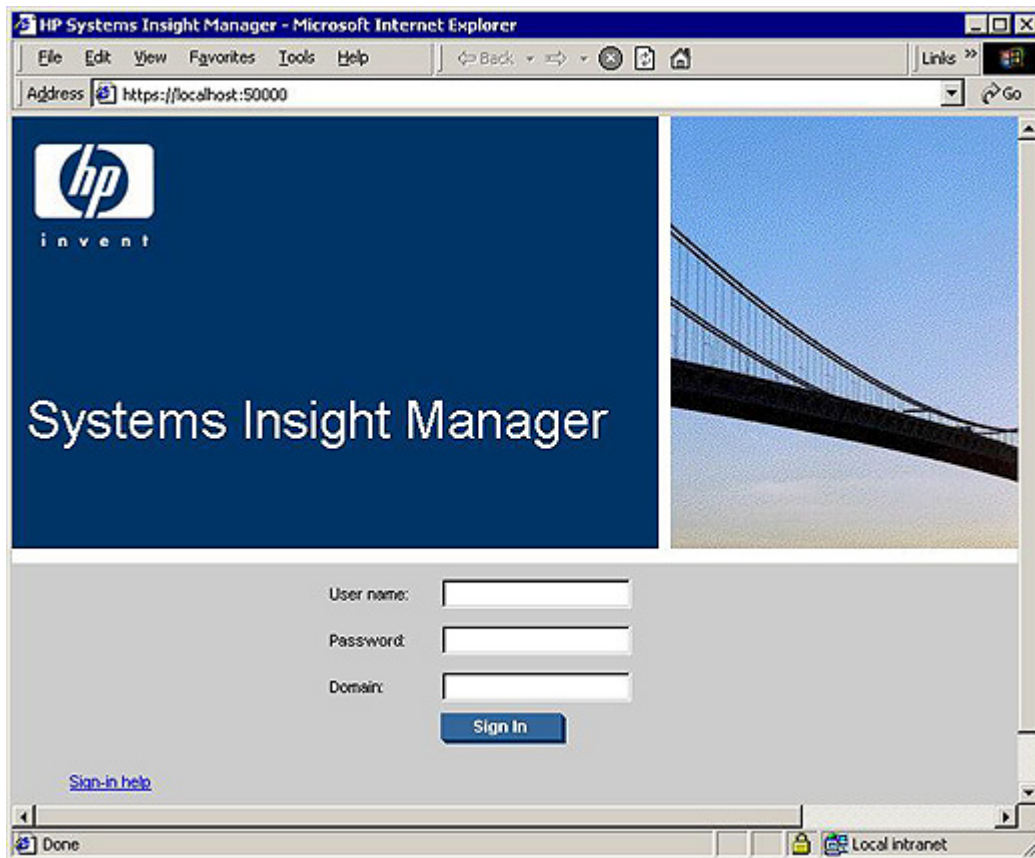 HP Systems Insight Manager - Microsoft Internet Explorer
File Edit View Favorites Tools Help Back Links »
Address https://localhost:50000 Go
hp
invent
Systems Insight Manager
User name:
Password:
Domain:
Sign In
Sign-in help
Done Local intranet